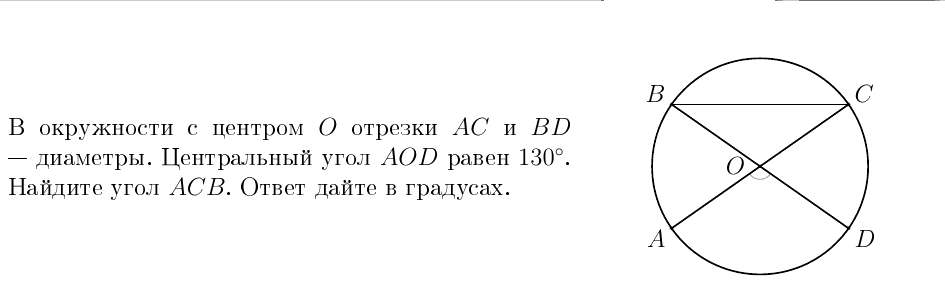 В окружности с центром O отрезки AC и BD
— диаметры. Центральный угол AOD равен 130°.
Найдите угол ACB. Ответ дайте в градусах.
B
C
O
A
D